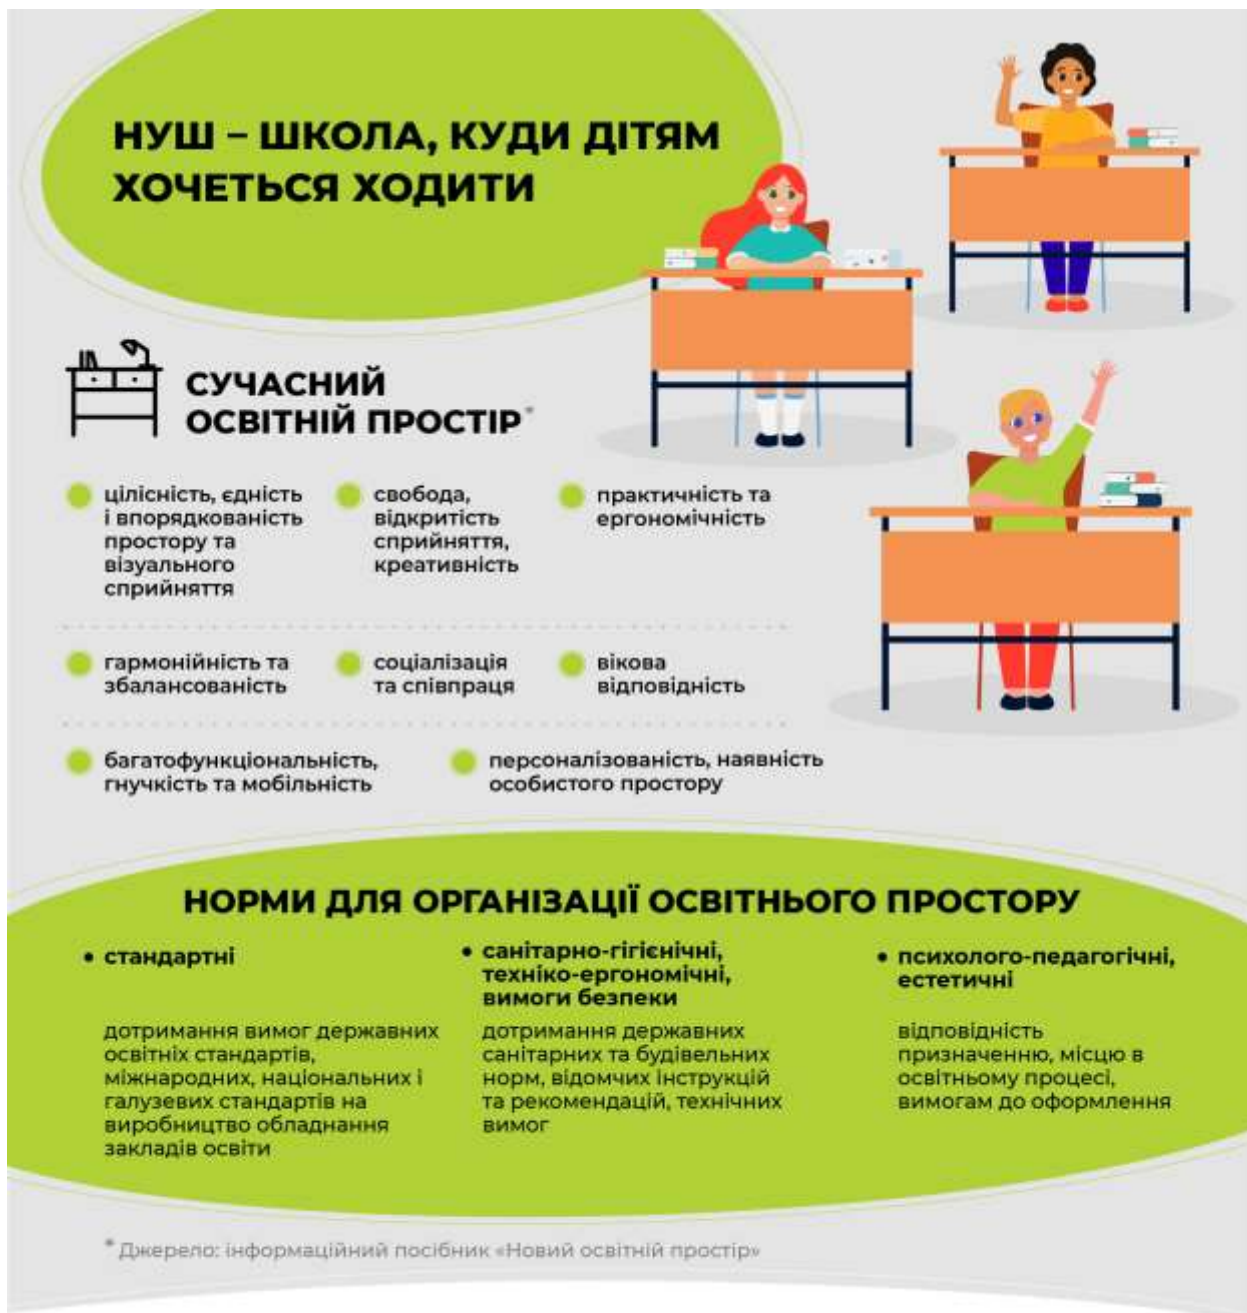 НУШ – ШКОЛА, КУДИ ДІТЯМ
ХОЧЕТЬСЯ ХОДИТИ
СУЧАСНИЙ
ОСВІТНІЙ ПРОСТІР*
цілісність, єдність
і впорядкованість
простору та
візуального
сприйняття
свобода,
відкритість
сприйняття,
креативність
практичність та
ергономічність
гармонійність та
збалансованість
соціалізація
та співпраця
вікова
відповідність
багатофункціональність,
гнучкість та мобільність
персоналізованість, наявність
особистого простору
НОРМИ ДЛЯ ОРГАНІЗАЦІЇ ОСВІТНЬОГО ПРОСТОРУ
• стандартні
дотримання вимог державних
освітніх стандартів,
міжнародних, національних і
галузевих стандартів на
виробництво обладнання
закладів освіти
• санітарно-гігієнічні,
техніко-ергономічні,
вимоги безпеки
дотримання державних
санітарних та будівельних
норм, відомчих інструкцій
та рекомендацій, технічних
вимог
• психолого-педагогічні,
естетичні
відповідність
призначенню, місцю в
освітньому процесі,
вимогам до оформлення
* Джерело: інформаційний посібник «Новий освітній простір»